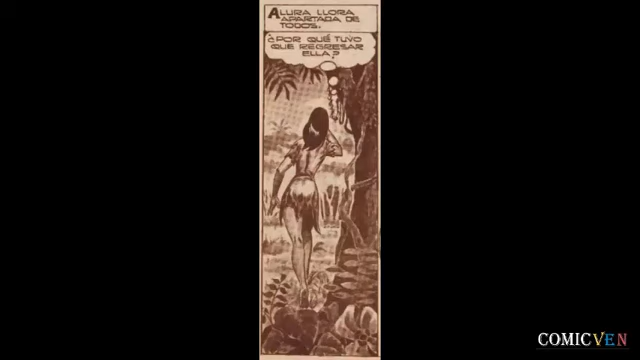 ALURA LLORA
APARTADA DE
TODOS.
¿POR QUÉ TUVO
QUE REGRESAR
ELLA?
COMICVEN